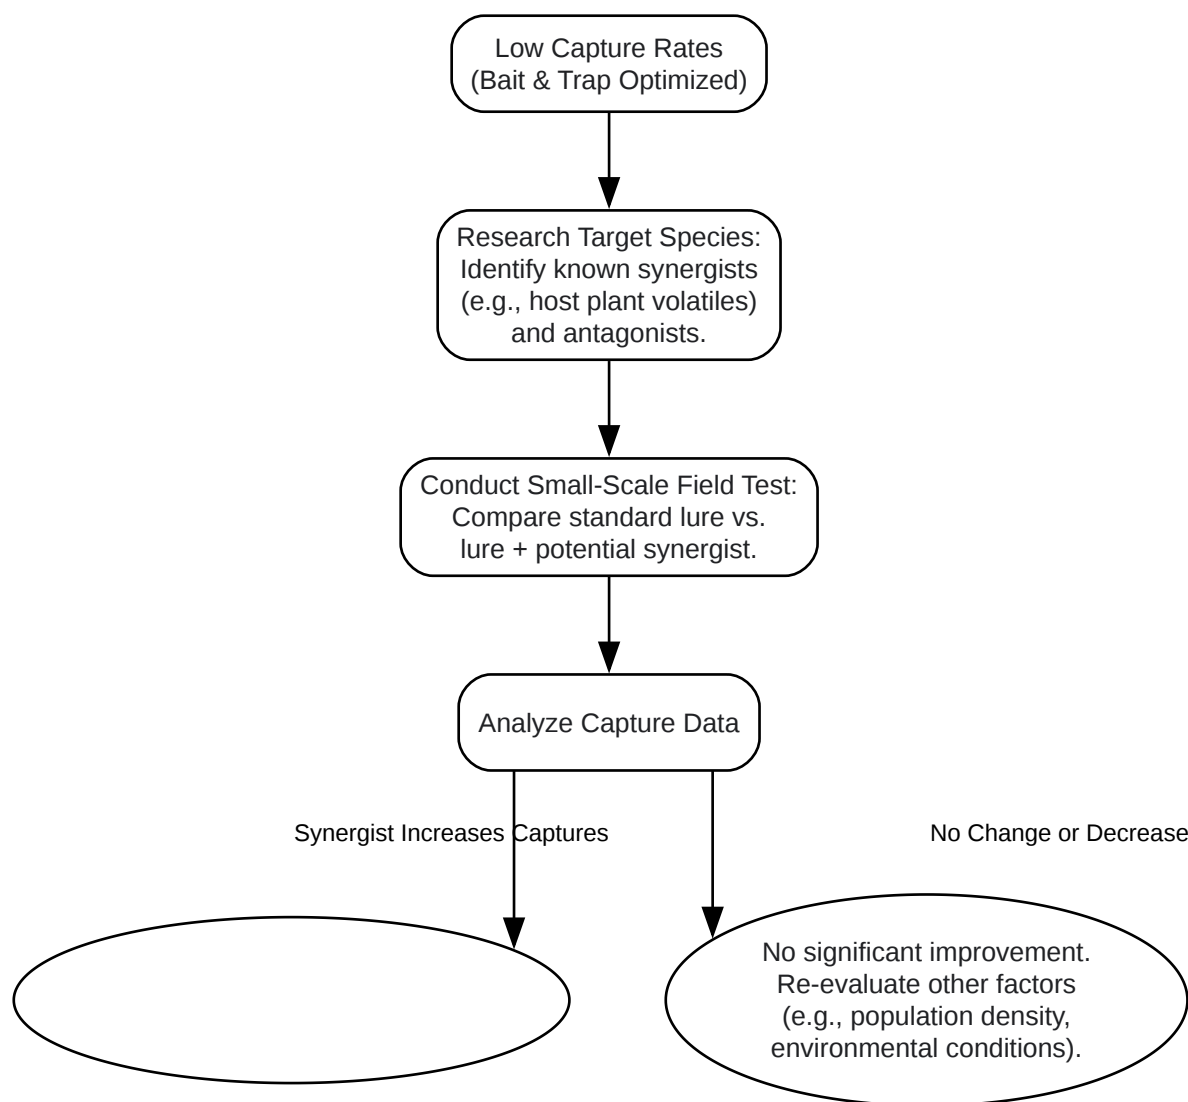 Low Capture Rates
(Bait & Trap Optimized)
Research Target Species:
Identify known synergists
(e.g., host plant volatiles)
and antagonists.
Conduct Small-Scale Field Test:
Compare standard lure vs.
lure + potential synergist.
Analyze Capture Data
Synergist Increases Captures
No Change or Decrease
No significant improvement.
Re-evaluate other factors
(e.g., population density,
environmental conditions).